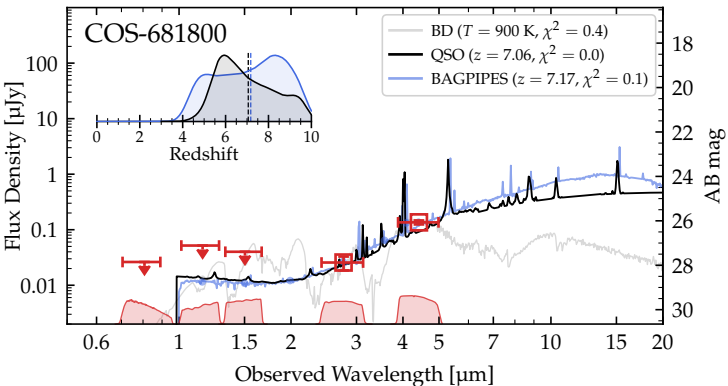 COS-681800
BD (T = 900 K, χ² = 0.4)
QSO (z = 7.06, χ² = 0.0)
BAGPIPES (z = 7.17, χ² = 0.1)
0 2 4 6 8 10
Redshift
100
10
1
0.1
0.01
Flux Density [μJy]
18
20
22
24
26
28
30
AB mag
0.6 1 1.5 2 3 4 5 7 10 15 20
Observed Wavelength [μm]